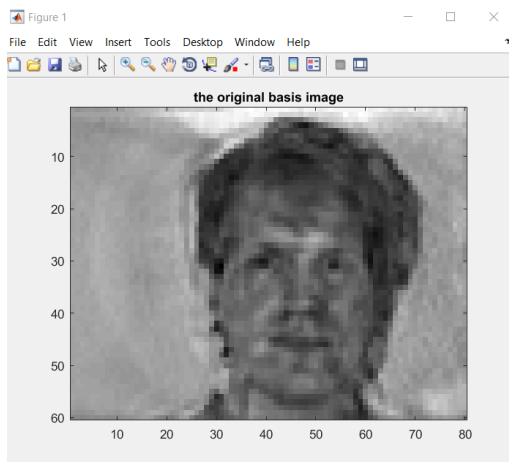 Figure 1
File Edit View Insert Tools Desktop Window Help
the original basis image
10
20
30
40
50
60
10 20 30 40 50 60 70 80